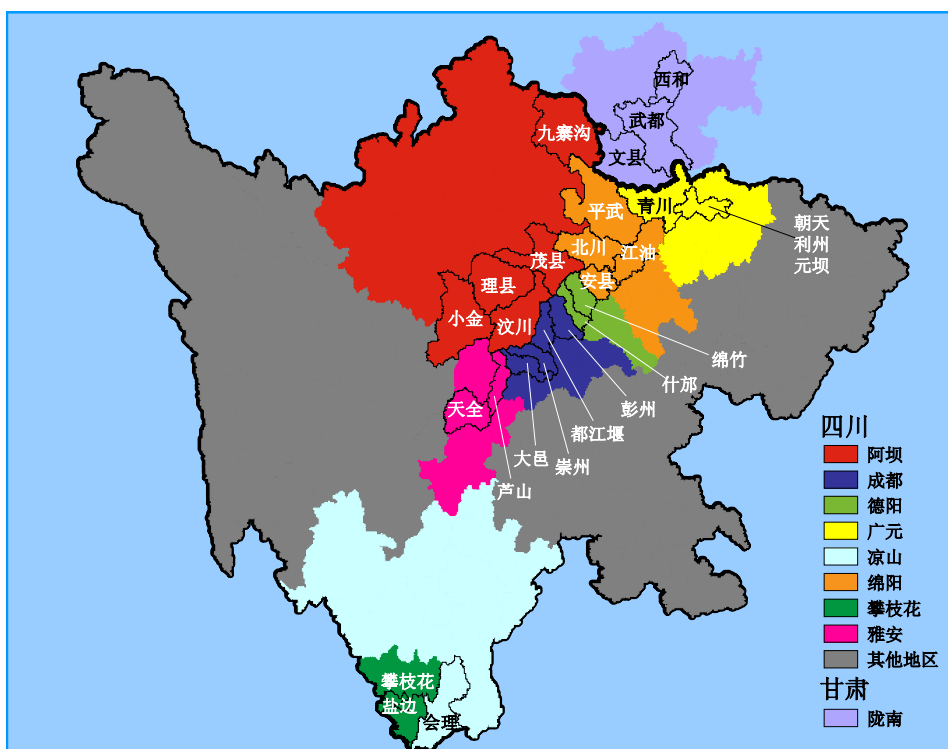 西和
武都
文县
九寨沟
平武
青川
朝天
利州
元坝
北川
江油
茂县
理县
安县
小金
汶川
绵竹
什邡
彭州
都江堰
崇州
大邑
天全
芦山
攀枝花
盐边
会理
四川
阿坝
成都
德阳
广元
凉山
绵阳
攀枝花
雅安
其他地区
甘肃
陇南